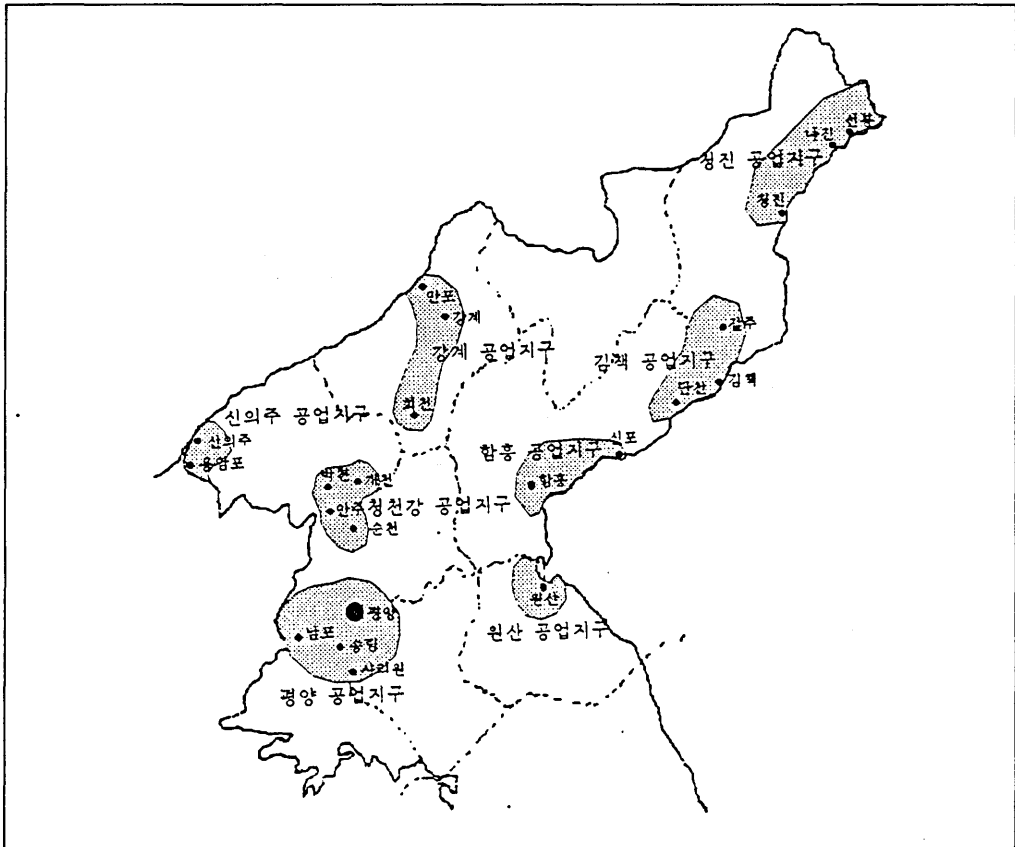 선봉
나진
청진 공업지구
청진
만포
강계
강계 공업지구
희천
길주
김책 공업지구
김책
단천
신의주 공업지구
신의주
용암포
신포
함흥 공업지구
함흥
박천
개천
안주
청천강 공업지구
순천
평양
남포
송림
사리원
평양 공업지구
원산
원산 공업지구